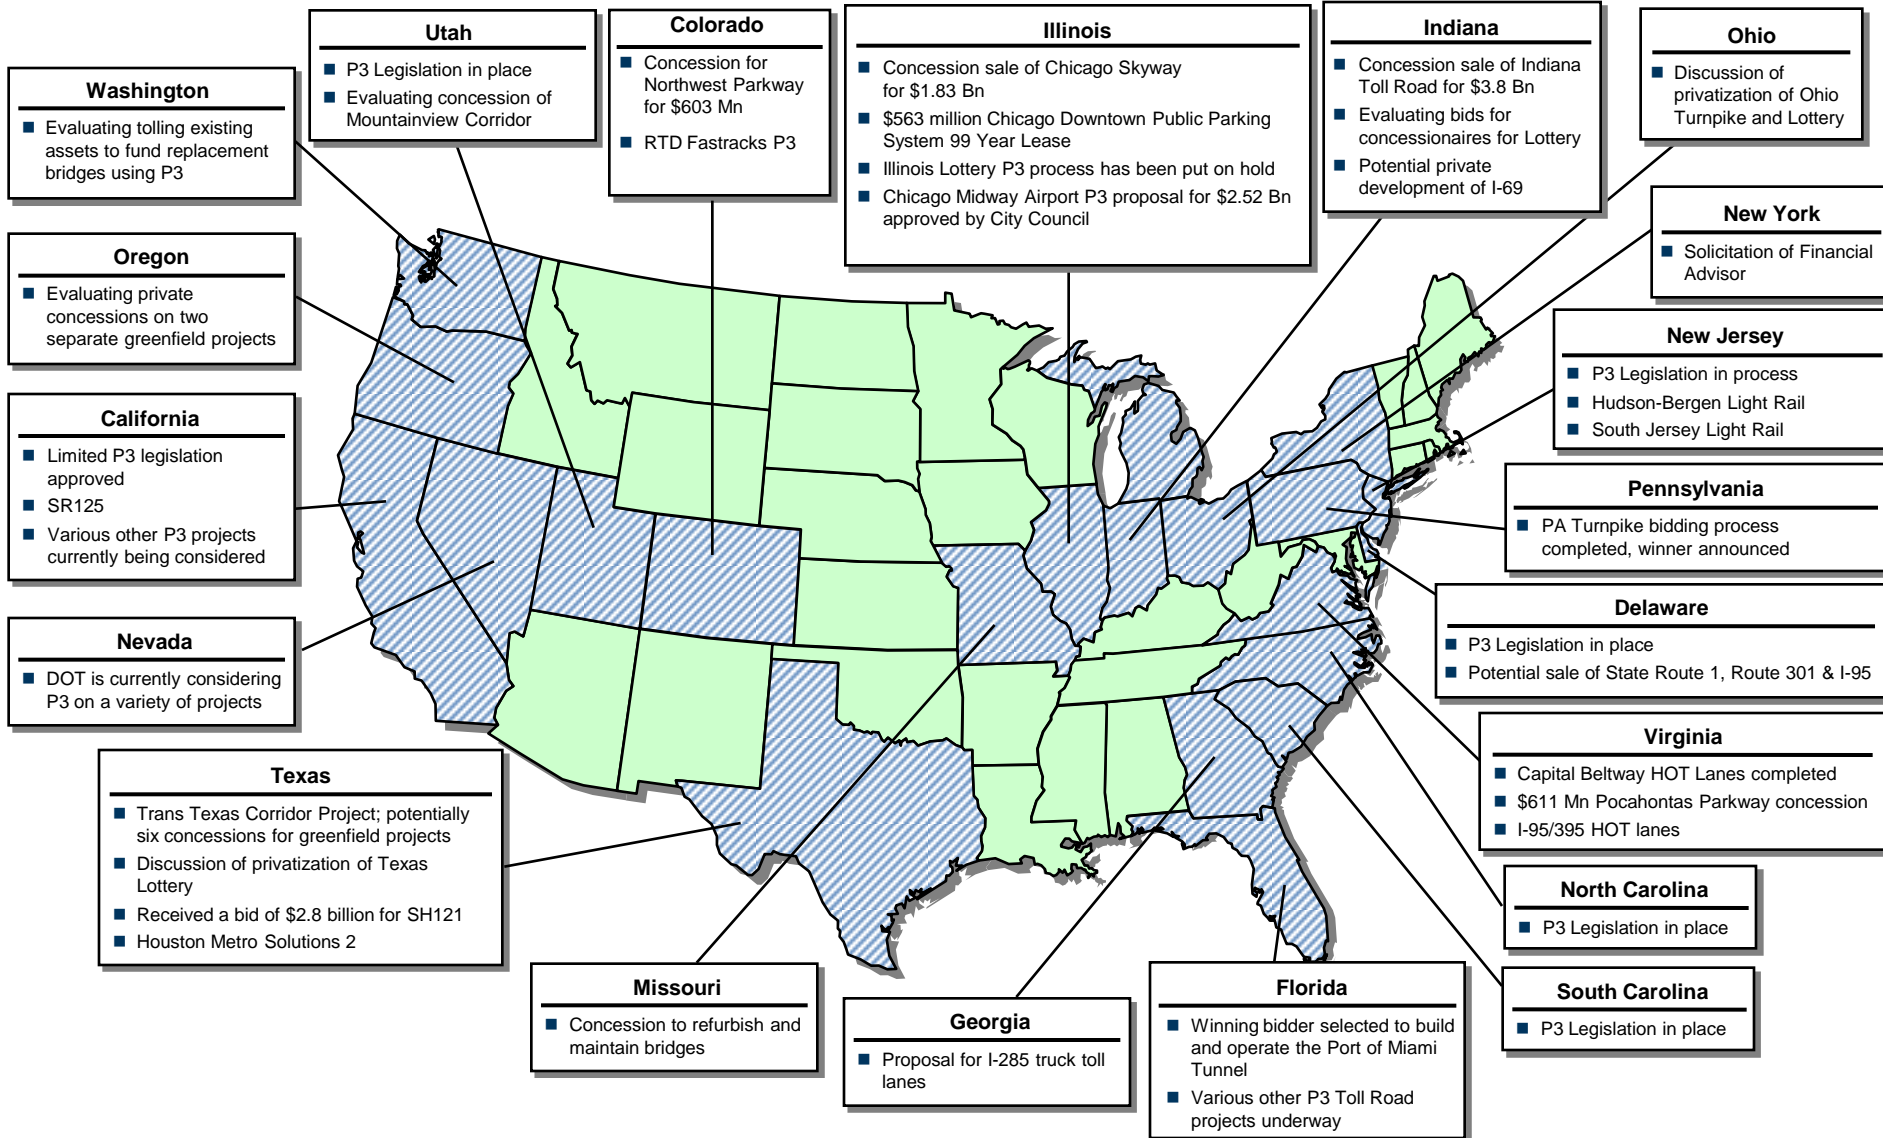 Utah
■ P3 Legislation in place
■ Evaluating concession of
Mountainview Corridor
Colorado
■ Concession for
Northwest Parkway
for $603 Mn
■ RTD Fastracks P3
Illinois
■ Concession sale of Chicago Skyway
for $1.83 Bn
■ $563 million Chicago Downtown Public Parking
System 99 Year Lease
■ Illinois Lottery P3 process has been put on hold
■ Chicago Midway Airport P3 proposal for $2.52 Bn
approved by City Council
Indiana
■ Concession sale of Indiana
Toll Road for $3.8 Bn
■ Evaluating bids for
concessionaires for Lottery
■ Potential private
development of I-69
Ohio
■ Discussion of
privatization of Ohio
Turnpike and Lottery
Washington
■ Evaluating tolling existing
assets to fund replacement
bridges using P3
New York
■ Solicitation of Financial
Advisor
Oregon
■ Evaluating private
concessions on two
separate greenfield projects
New Jersey
■ P3 Legislation in process
■ Hudson-Bergen Light Rail
■ South Jersey Light Rail
California
■ Limited P3 legislation
approved
■ SR125
■ Various other P3 projects
currently being considered
Pennsylvania
■ PA Turnpike bidding process
completed, winner announced
Delaware
■ P3 Legislation in place
■ Potential sale of State Route 1, Route 301 & I-95
Nevada
■ DOT is currently considering
P3 on a variety of projects
Virginia
■ Capital Beltway HOT Lanes completed
■ $611 Mn Pocahontas Parkway concession
■ I-95/395 HOT lanes
Texas
■ Trans Texas Corridor Project; potentially
six concessions for greenfield projects
■ Discussion of privatization of Texas
Lottery
■ Received a bid of $2.8 billion for SH121
■ Houston Metro Solutions 2
North Carolina
■ P3 Legislation in place
Missouri
■ Concession to refurbish and
maintain bridges
Georgia
■ Proposal for I-285 truck toll
lanes
Florida
■ Winning bidder selected to build
and operate the Port of Miami
Tunnel
■ Various other P3 Toll Road
projects underway
South Carolina
■ P3 Legislation in place